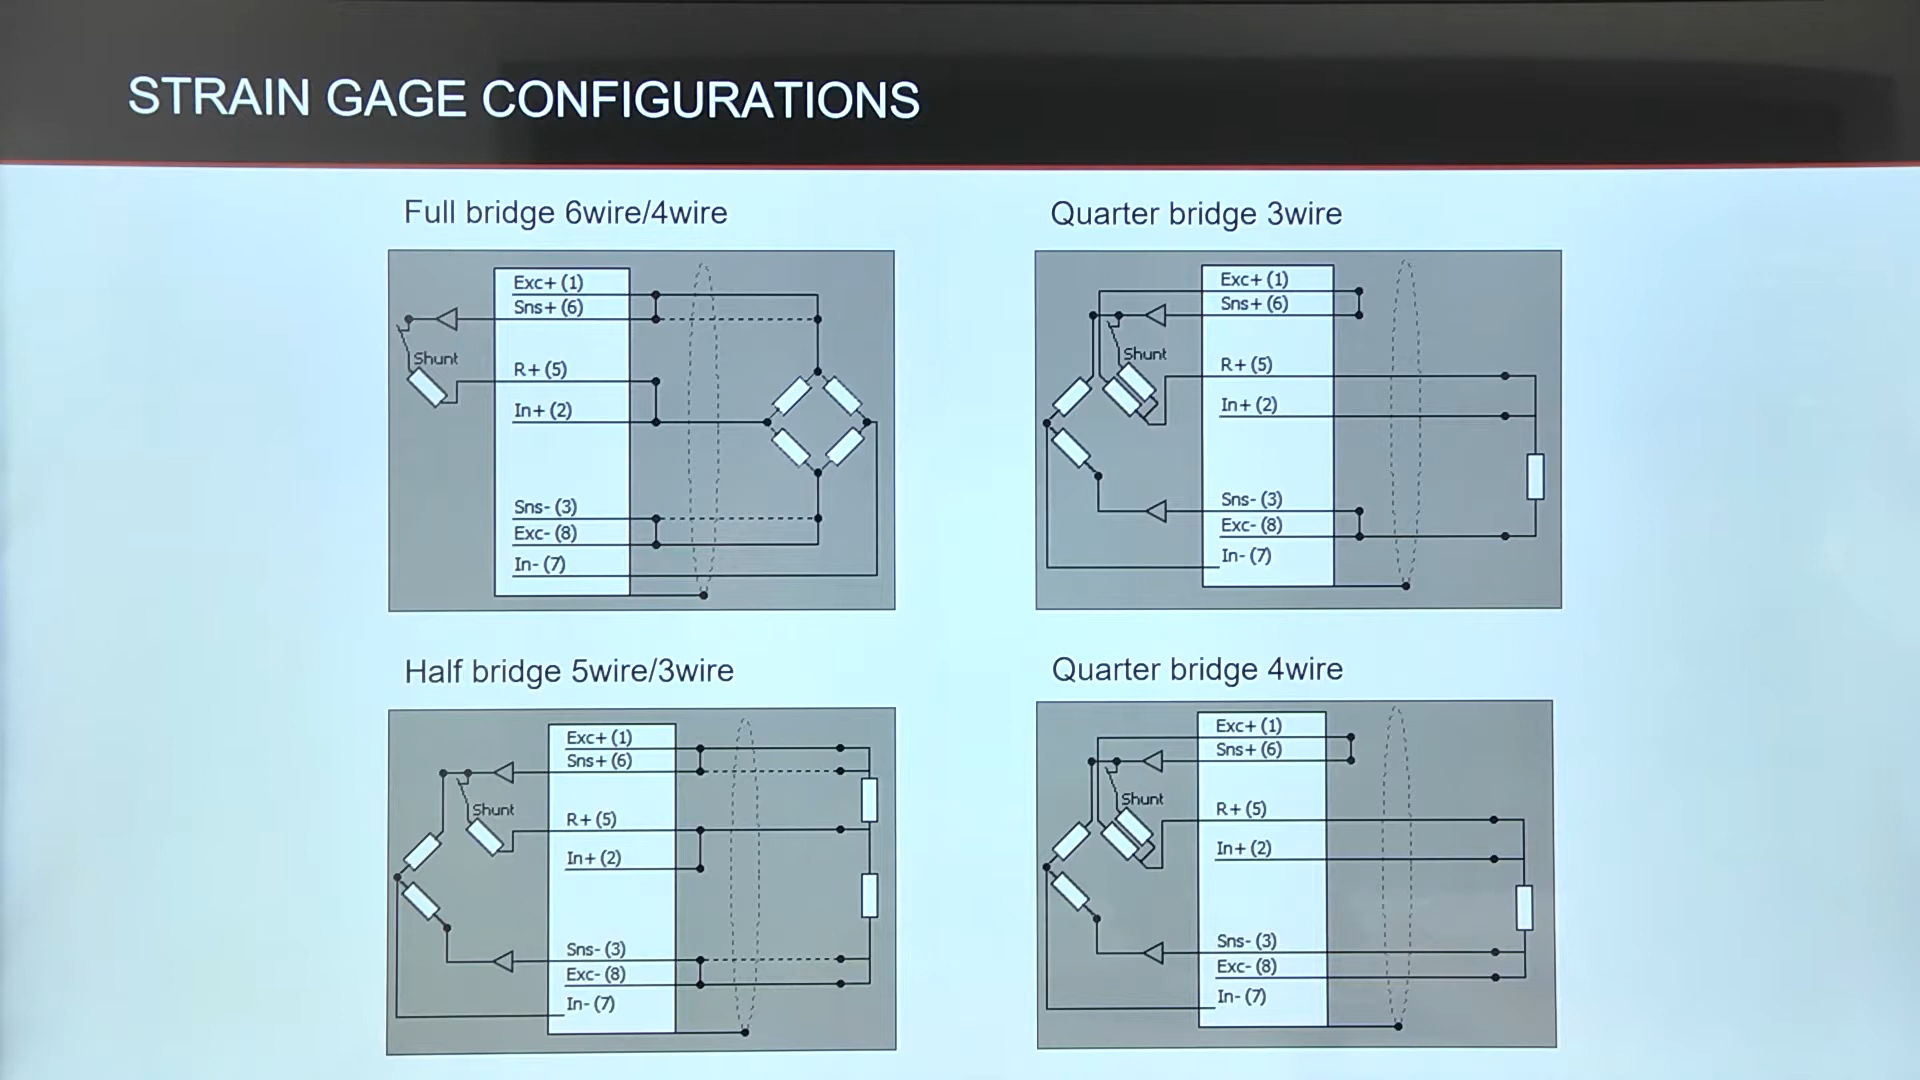 STRAIN GAGE CONFIGURATIONS
Full bridge 6wire/4wire
Exc+ (1)
Sns+ (6)
Shunt
R+ (5)
In+ (2)
Sns- (3)
Exc- (8)
In- (7)
Quarter bridge 3wire
Exc+ (1)
Sns+ (6)
Shunt
R+ (5)
In+ (2)
Sns- (3)
Exc- (8)
In- (7)
Half bridge 5wire/3wire
Exc+ (1)
Sns+ (6)
Shunt
R+ (5)
In+ (2)
Sns- (3)
Exc- (8)
In- (7)
Quarter bridge 4wire
Exc+ (1)
Sns+ (6)
Shunt
R+ (5)
In+ (2)
Sns- (3)
Exc- (8)
In- (7)